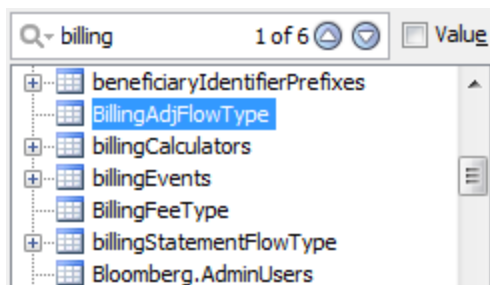 billing 1 of 6 Value
beneficiaryIdentifierPrefixes
BillingAdjFlowType
billingCalculators
billingEvents
BillingFeeType
billingStatementFlowType
Bloomberg.AdminUsers